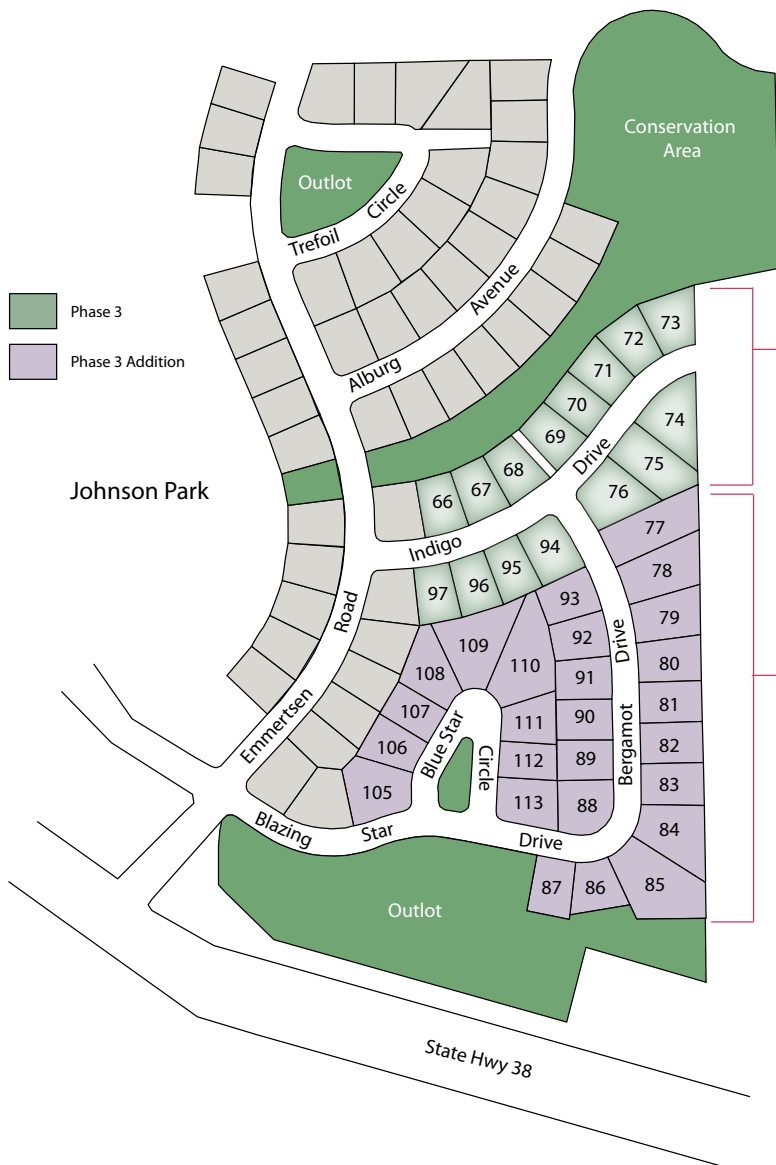 Conservation
Area
Outlot
Trefoil
Circle
Avenue
Alburg
Phase 3
Phase 3 Addition
Johnson Park
73
72
71
70
69
68
67
66
74
75
76
Drive
Indigo
94
95
96
97
77
78
79
80
81
82
83
84
85
86
87
88
89
90
91
92
93
Drive
Bergamot
109
108
110
107
106
105
111
112
113
Blue Star
Circle
Road
Emmertsen
Blazing
Star
Drive
Outlot
State Hwy 38